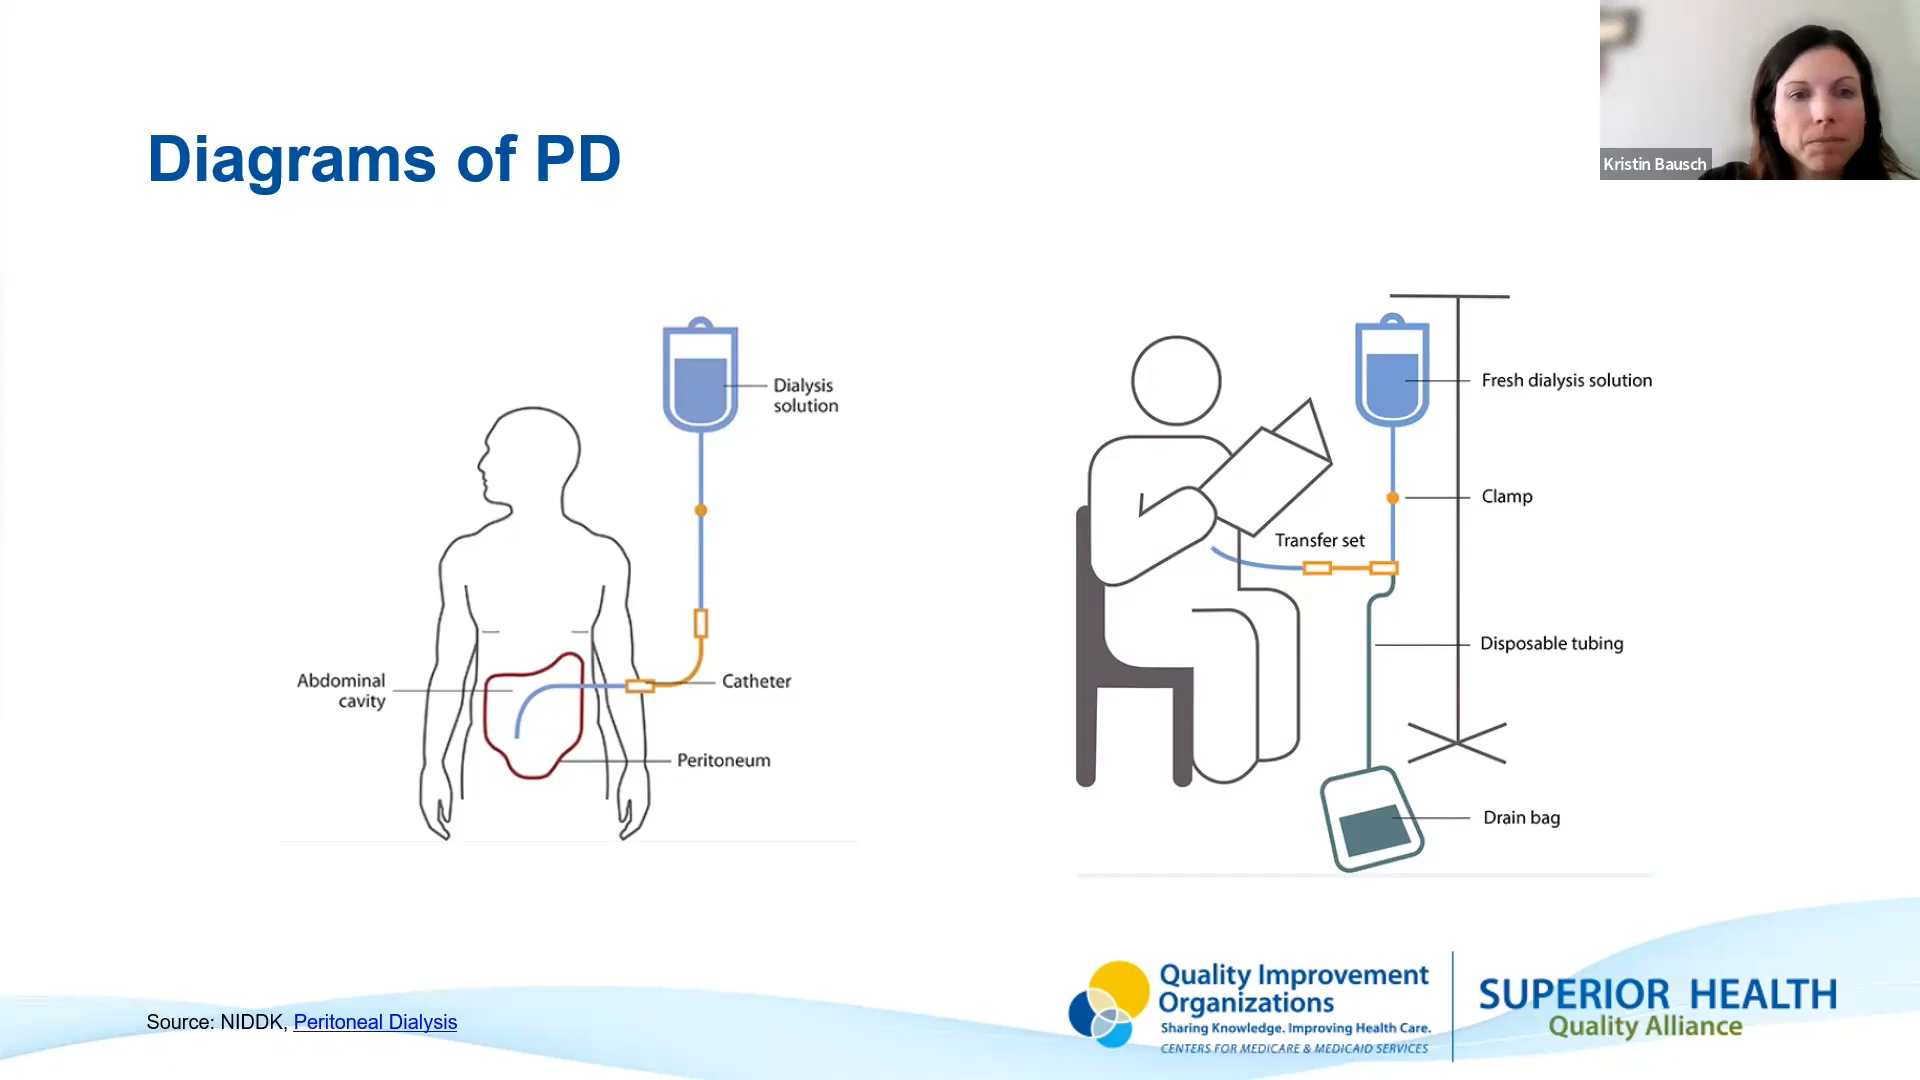 Kristin Bausch
Diagrams of PD
Dialysis
solution
Abdominal
cavity
Catheter
Peritoneum
Fresh dialysis solution
Clamp
Transfer set
Disposable tubing
Drain bag
Source: NIDDK, Peritoneal Dialysis
Quality Improvement
Organizations
Sharing Knowledge. Improving Health Care.
CENTERS FOR MEDICARE & MEDICAID SERVICES
SUPERIOR HEALTH
Quality Alliance